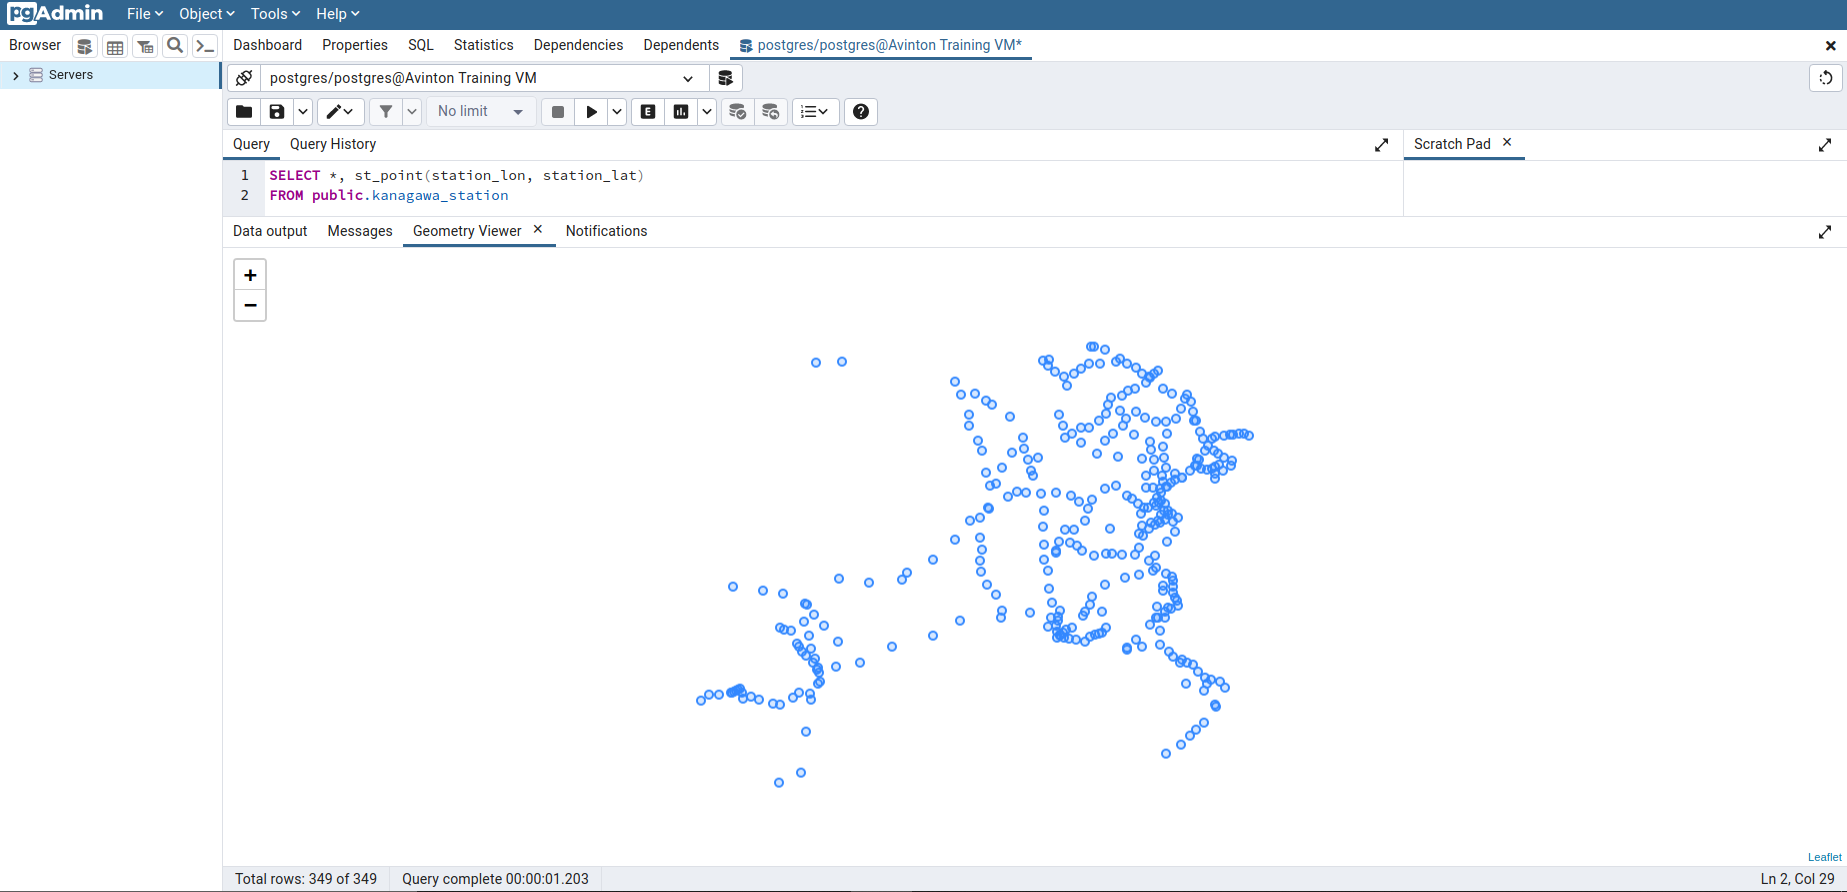 pgAdmin File Object Tools Help
Browser Dashboard Properties SQL Statistics Dependencies Dependents postgres/postgres@Avinton Training VM*
Servers
postgres/postgres@Avinton Training VM
No limit E
Query Query History Scratch Pad
1 SELECT *, st_point(station_lon, station_lat)
2 FROM public.kanagawa_station
Data output Messages Geometry Viewer Notifications
+
−
Leaflet
Total rows: 349 of 349 Query complete 00:00:01.203 Ln 2, Col 29